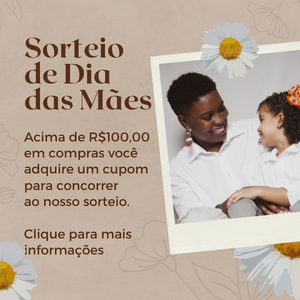 Sorteio
de Dia
das Mães
Acima de R$100,00
em compras você
adquire um cupom
para concorrer
ao nosso sorteio.
Clique para mais
informações